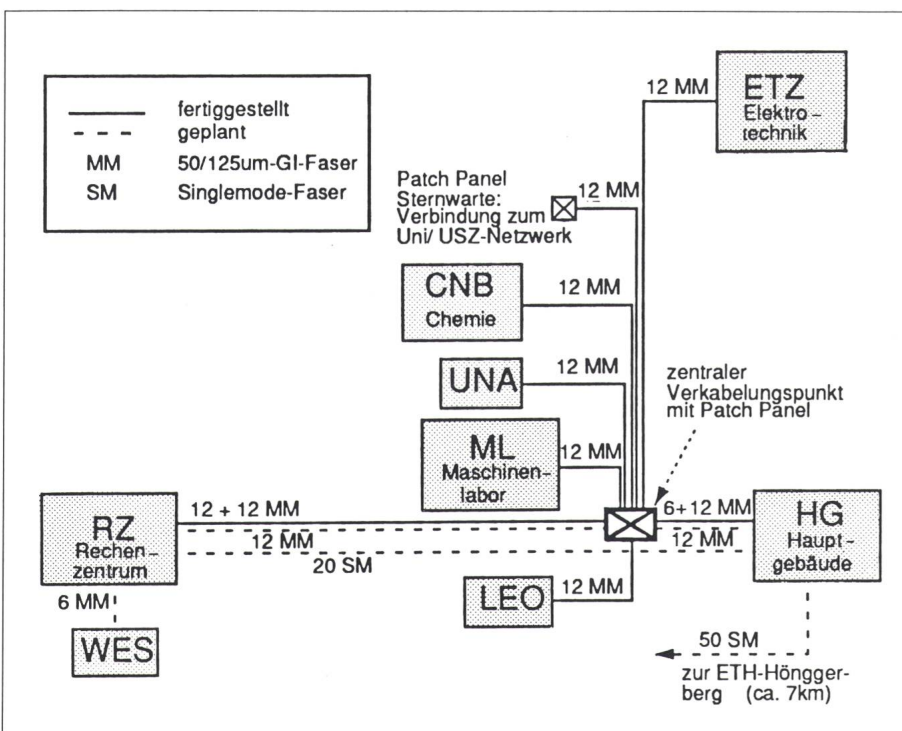 fertiggestellt
geplant
MM 50/125um-GI-Faser
SM Singlemode-Faser
12 MM
ETZ
Elektro-
technik
Patch Panel
Sternwarte:
Verbindung zum
Uni/ USZ-Netzwerk
12 MM
CNB
Chemie
12 MM
UNA
12 MM
zentraler
Verkabelungspunkt
mit Patch Panel
ML
Maschinen-
labor
12 MM
RZ
Rechen-
zentrum
12 + 12 MM
12 MM
20 SM
6+12 MM
12 MM
HG
Haupt-
gebäude
6 MM
WES
LEO
12 MM
50 SM
zur ETH-Höngger-
berg (ca. 7km)